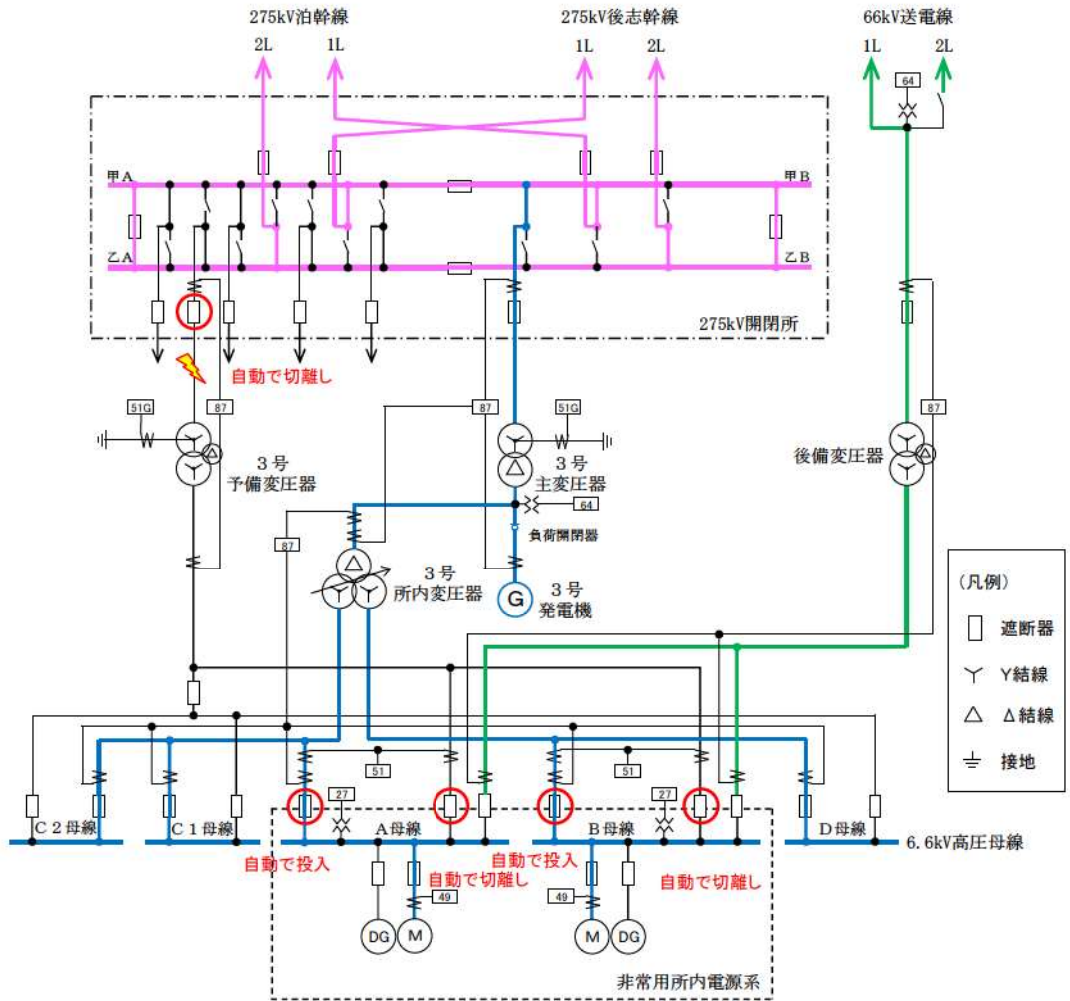 275kV泊幹線
275kV後志幹線
66kV送電線
2L
1L
1L
2L
1L
2L
64
甲A
甲B
乙A
乙B
275kV開閉所
自動で切離し
51G
87
87
51G
87
3号
予備変圧器
3号
主変圧器
後備変圧器
64
負荷開閉器
87
3号
所内変圧器
G
3号
発電機
(凡例)
遮断器
Y結線
Δ結線
接地
51
51
27
27
C2母線
C1母線
A母線
B母線
D母線
6.6kV高圧母線
自動で投入
自動で切離し
自動で投入
自動で切離し
49
49
DG
M
M
DG
非常用所内電源系